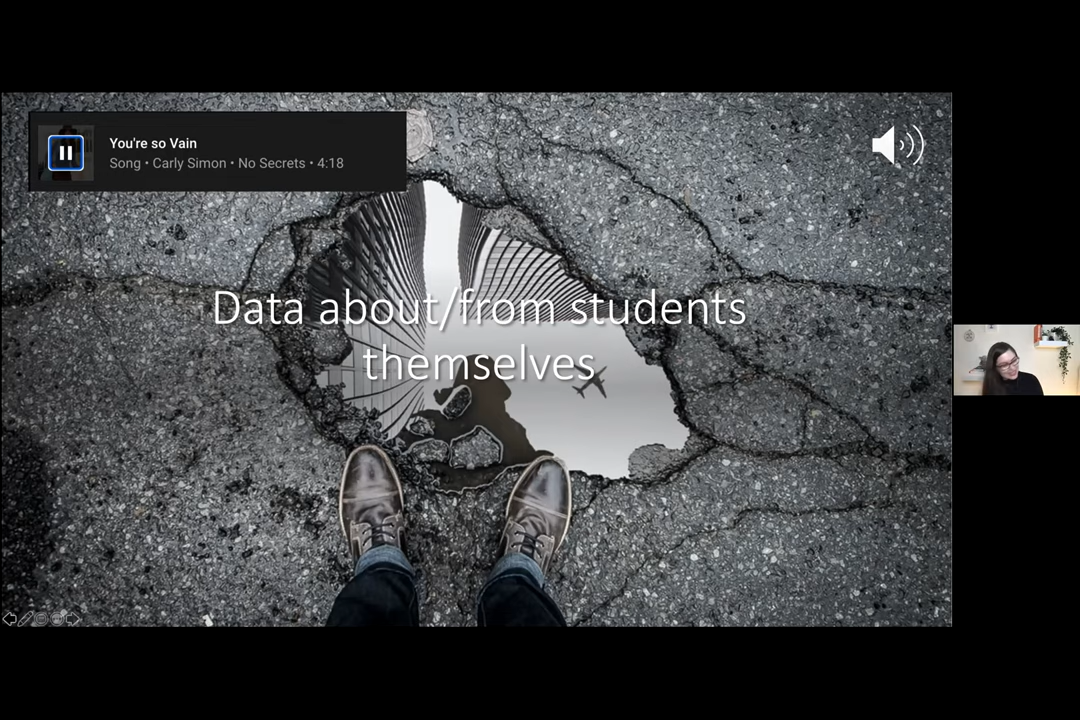 You're so Vain
Song • Carly Simon • No Secrets • 4:18
Data about/from students
themselves